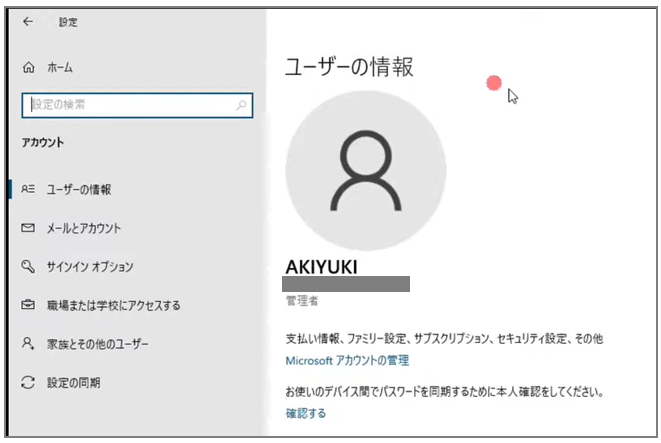 設定
ホーム
設定の検索
アカウント
ユーザーの情報
メールとアカウント
サインイン オプション
職場または学校にアクセスする
家族とその他のユーザー
設定の同期
ユーザーの情報
AKIYUKI
管理者
支払い情報、ファミリー設定、サブスクリプション、セキュリティ設定、その他
Microsoft アカウントの管理
お使いのデバイス間でパスワードを同期するために本人確認をしてください。
確認する